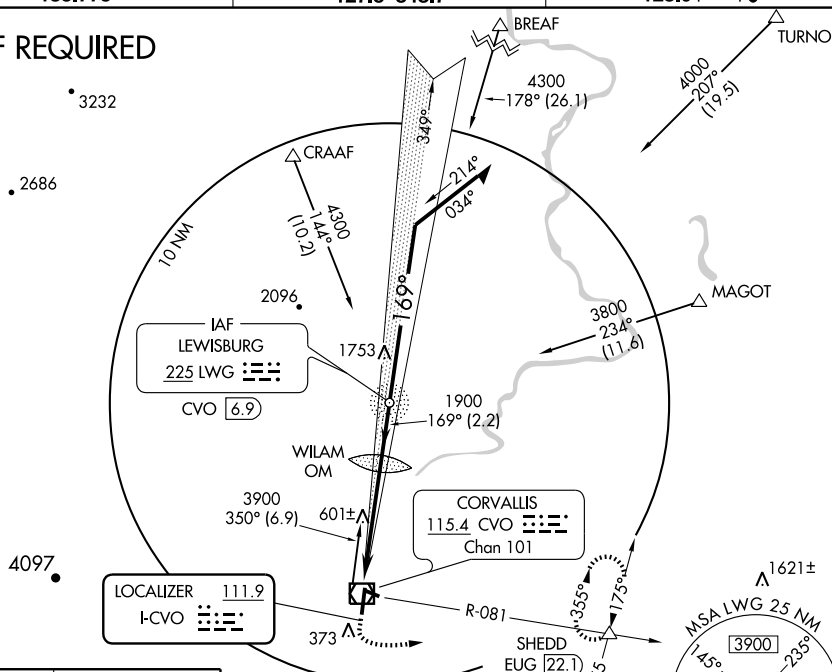 REQUIRED
BREAF
TURNO
3232
4300
178° (26.1)
4000
207°
(19.5)
349°
CRAAF
214°
034°
2686
4300
144°
(10.2)
10 NM
169°
2096
MAGOT
3800
234°
(11.6)
IAF
LEWISBURG
225 LWG
CVO 6.9
1753
1900
169° (2.2)
WILAM
OM
3900
350° (6.9)
601±
CORVALLIS
115.4 CVO
Chan 101
4097
LOCALIZER 111.9
I-CVO
R-081
355°
175°
1621±
MSA LWG 25 NM
3900
145°
235°
373
SHEDD
EUG 22.1